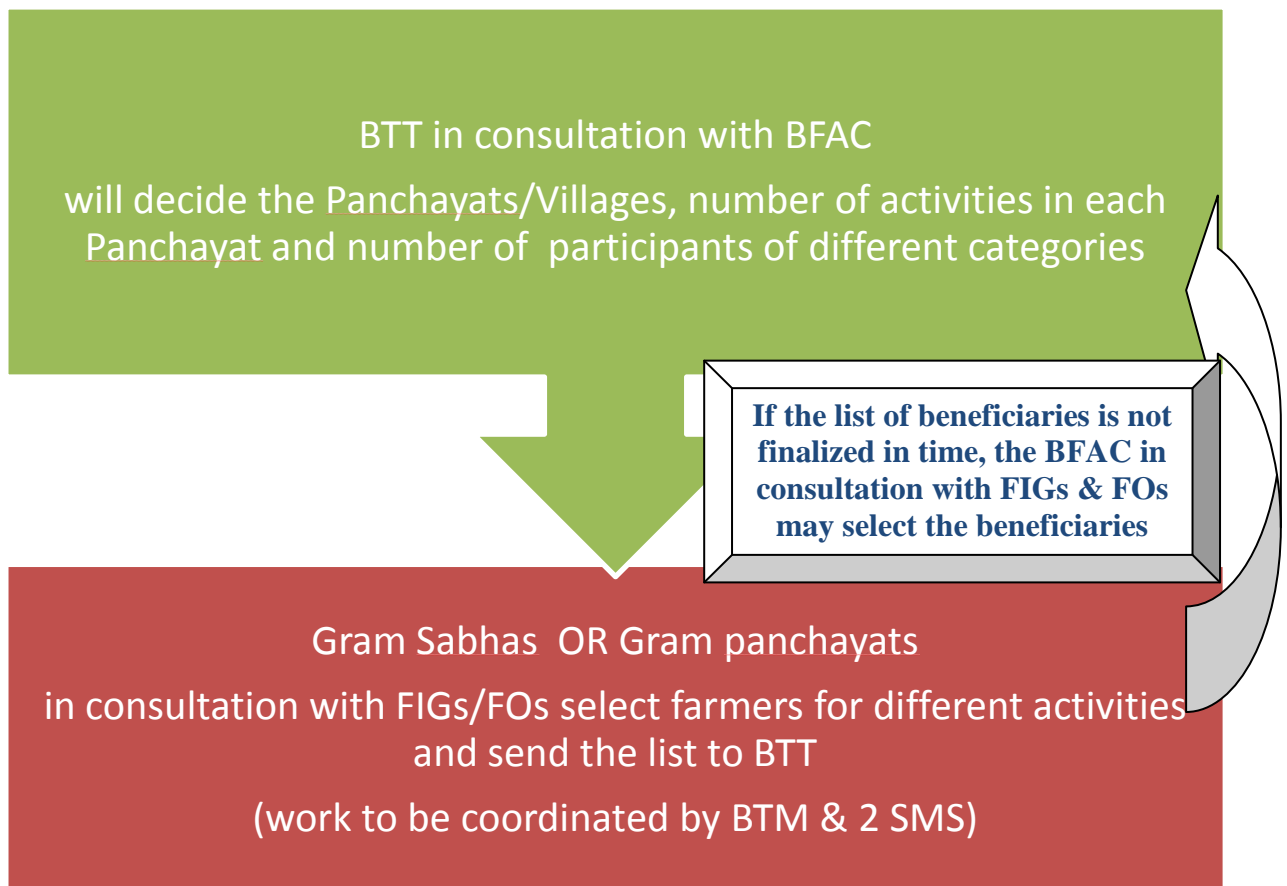 BTT in consultation with BFAC
will decide the Panchayats/Villages, number of activities in each
Panchayat and number of participants of different categories
If the list of beneficiaries is not
finalized in time, the BFAC in
consultation with FIGs & FOs
may select the beneficiaries
Gram Sabhas OR Gram panchayats
in consultation with FIGs/FOs select farmers for different activities
and send the list to BTT
(work to be coordinated by BTM & 2 SMS)